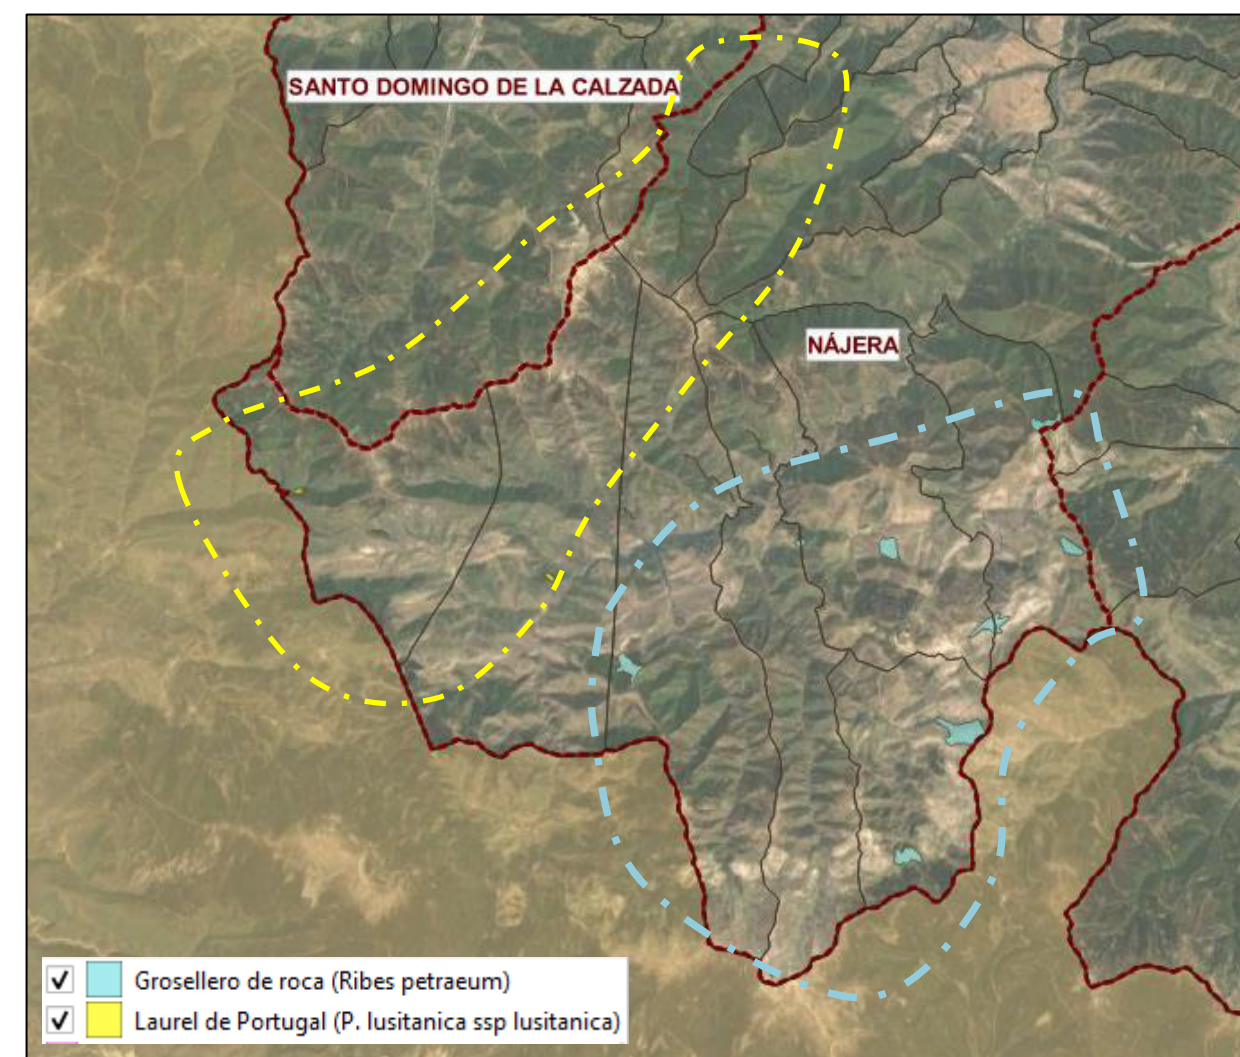 SANTO DOMINGO DE LA CALZADA
NÁJERA
Grosellero de roca (Ribes petraeum)
Laurel de Portugal (P. lusitanica ssp lusitanica)